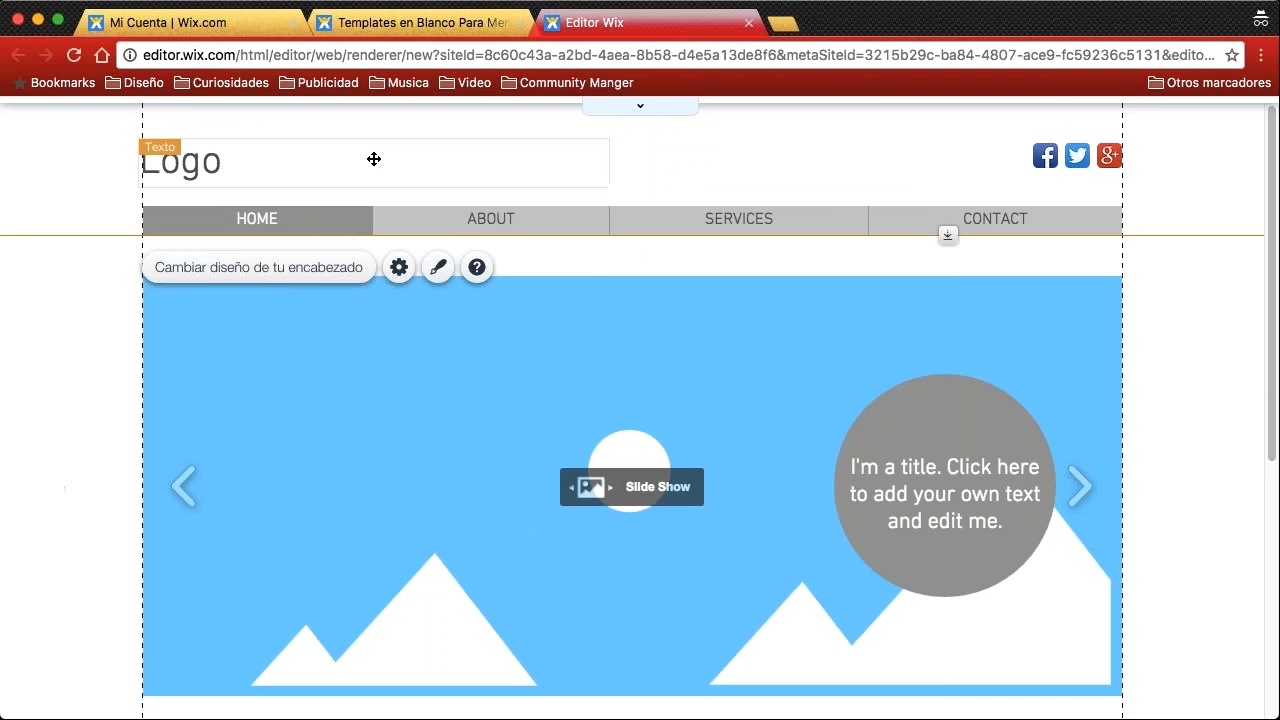 Mi Cuenta | Wix.com
Templates en Blanco Para Mer
Editor Wix
editor.wix.com/html/editor/web/renderer/new?siteId=8c60c43a-a2bd-4aea-8b58-d4e5a13de8f6&metaSiteId=3215b29c-ba84-4807-ace9-fc59236c5131&edito...
Bookmarks Diseño Curiosidades Publicidad Musica Video Community Manger Otros marcadores
Texto
Logo
HOME ABOUT SERVICES CONTACT
Cambiar diseño de tu encabezado
Slide Show
I'm a title. Click here
to add your own text
and edit me.